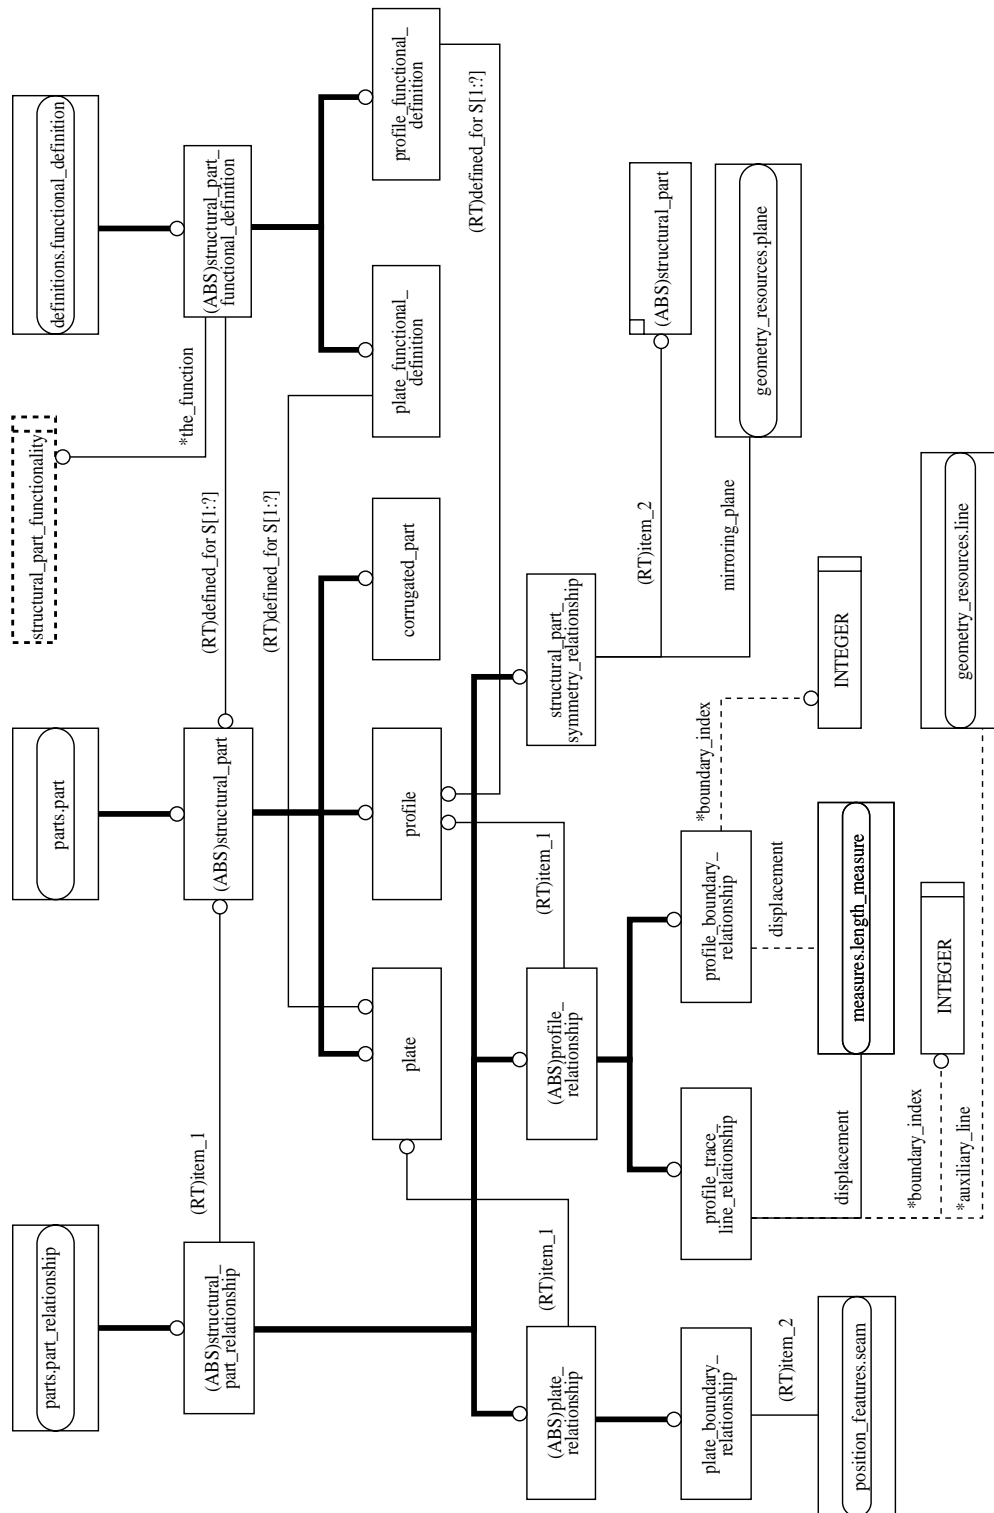 parts.part_relationship
parts.part
structural_part_functionality
definitions.functional_definition
(ABS)structural_
part_relationship
(RT)item_1
(ABS)structural_part
(RT)defined_for S[1:?]
*the_function
(ABS)structural_part_
functional_definition
(RT)defined_for S[1:?]
plate
profile
corrugated_part
plate_functional_
definition
profile_functional_
definition
(RT)defined_for S[1:?]
(ABS)plate_
relationship
(RT)item_1
(ABS)profile_
relationship
(RT)item_1
structural_part_
symmetry_relationship
(RT)item_2
(ABS)structural_part
plate_boundary_
relationship
profile_trace_
line_relationship
profile_boundary_
relationship
*boundary_index
mirroring_plane
geometry_resources.plane
(RT)item_2
displacement
displacement
position_features.seam
measures.length_measure
INTEGER
*boundary_index
INTEGER
*auxiliary_line
geometry_resources.line